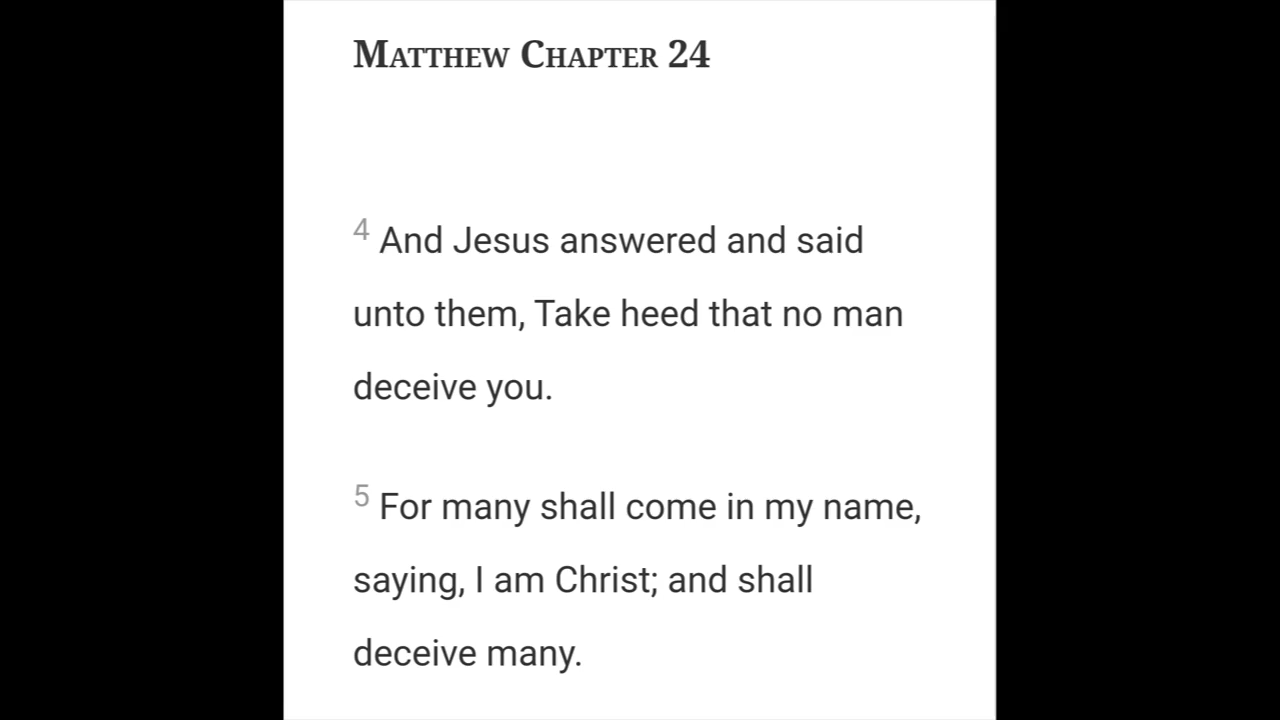 Matthew Chapter 24
4 And Jesus answered and said
unto them, Take heed that no man
deceive you.
5 For many shall come in my name,
saying, I am Christ; and shall
deceive many.